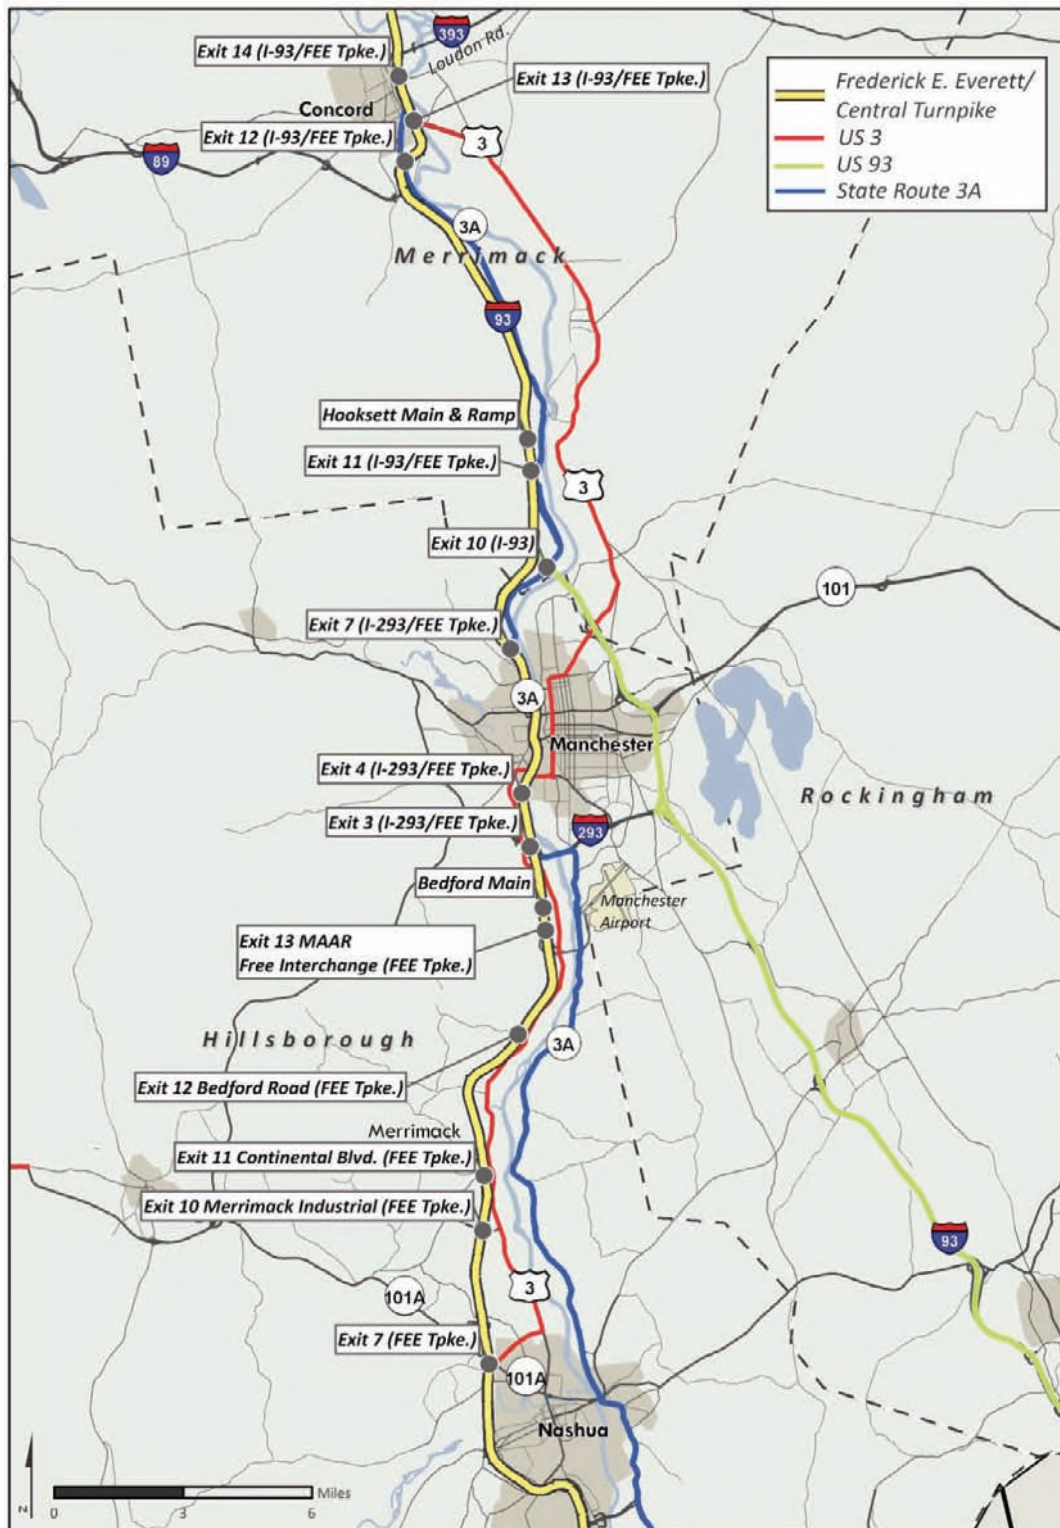 393
Loudon Rd.
Exit 14 (I-93/FEE Tpke.)
Exit 13 (I-93/FEE Tpke.)
Concord
Exit 12 (I-93/FEE Tpke.)
3
89
3A
Merrimack
93
Frederick E. Everett/
Central Turnpike
US 3
US 93
State Route 3A
Hooksett Main & Ramp
Exit 11 (I-93/FEE Tpke.)
3
Exit 10 (I-93)
101
Exit 7 (I-293/FEE Tpke.)
3A
Manchester
Exit 4 (I-293/FEE Tpke.)
Rockingham
Exit 3 (I-293/FEE Tpke.)
293
Bedford Main
Manchester
Airport
Exit 13 MAAR
Free Interchange (FEE Tpke.)
Hillsborough
3A
Exit 12 Bedford Road (FEE Tpke.)
Merrimack
Exit 11 Continental Blvd. (FEE Tpke.)
Exit 10 Merrimack Industrial (FEE Tpke.)
93
3
101A
Exit 7 (FEE Tpke.)
101A
Nashua
N
Miles
0 3 6